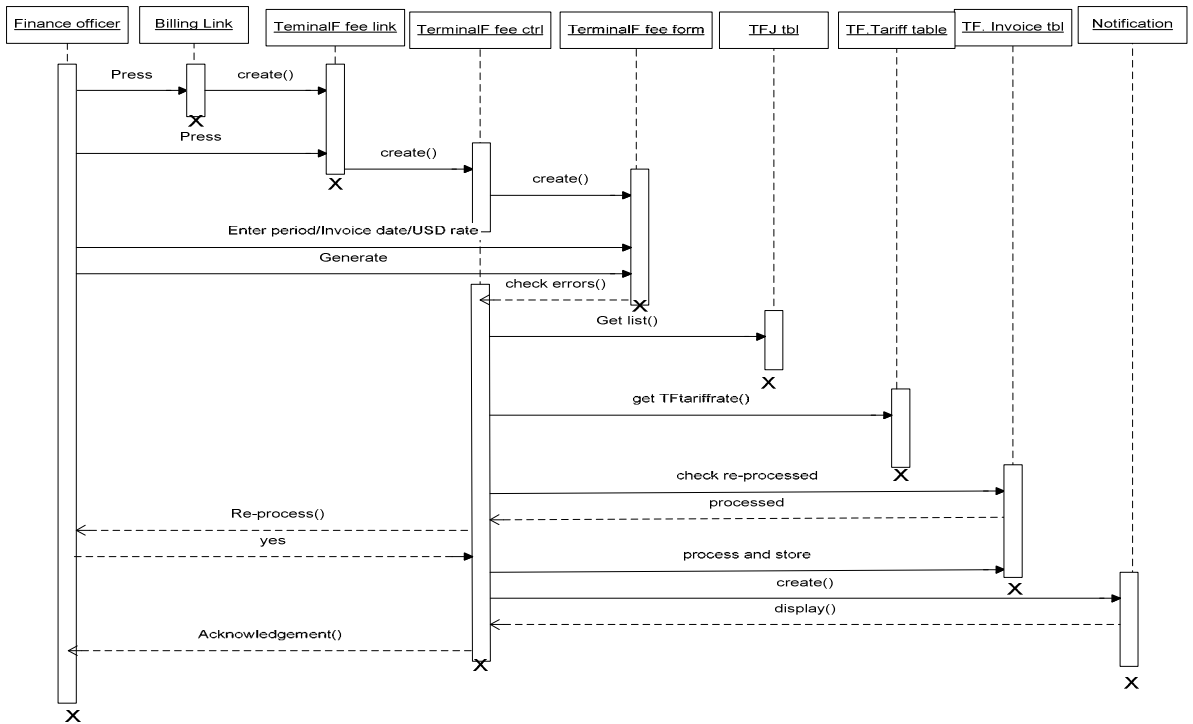 Finance officer
Billing Link
TeminalF fee link
TerminalF fee ctrl
TerminalF fee form
TFJ tbl
TF.Tariff table
TF. Invoice tbl
Notification
Press
create()
X
Press
create()
X
create()
Enter period/Invoice date/USD rate
Generate
check errors()
X
Get list()
X
get TFtariffrate()
X
check re-processed
processed
Re-process()
yes
process and store
X
create()
display()
Acknowledgement()
X
X
X